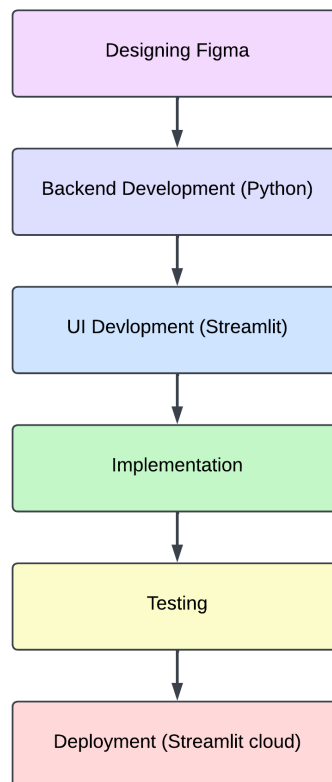 Designing Figma
Backend Development (Python)
UI Devlopment (Streamlit)
Implementation
Testing
Deployment (Streamlit cloud)